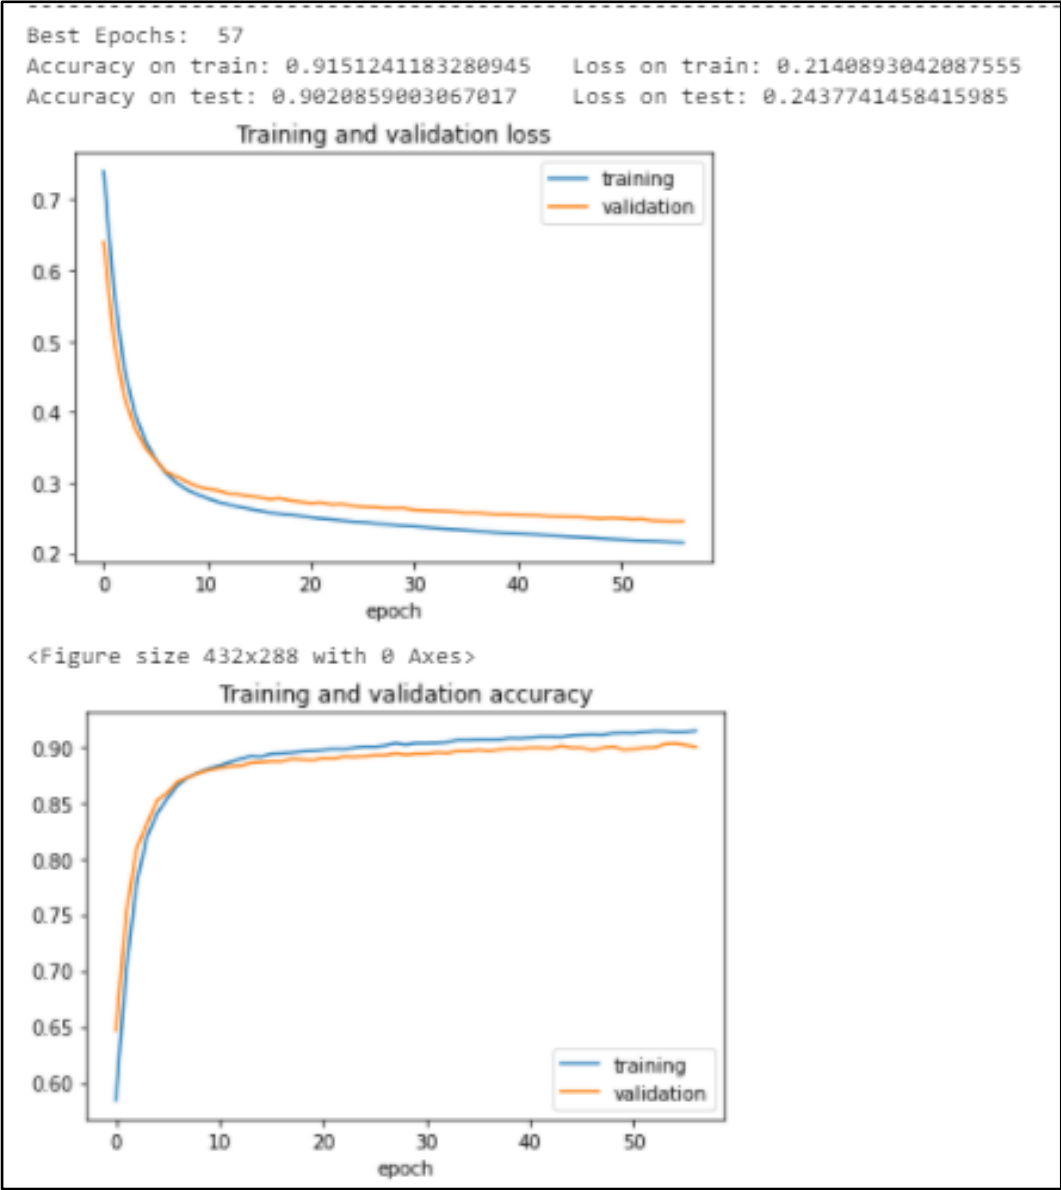 Best Epochs: 57
Accuracy on train: 0.9151241183280945 Loss on train: 0.2140893042087555
Accuracy on test: 0.9020859003067017 Loss on test: 0.2437741458415985
Training and validation loss
training
validation
0.7
0.6
0.5
0.4
0.3
0.2
0 10 20 30 40 50
epoch
<Figure size 432x288 with 0 Axes>
Training and validation accuracy
0.90
0.85
0.80
0.75
0.70
0.65
0.60
training
validation
0 10 20 30 40 50
epoch